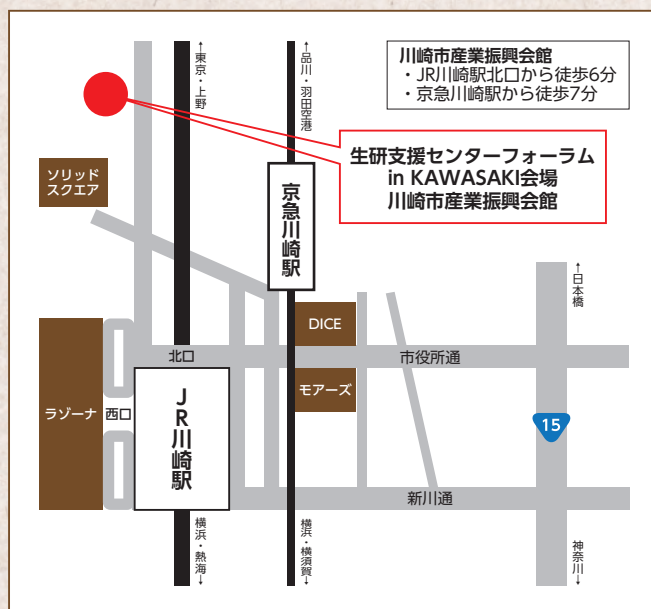 川崎市産業振興会館
・JR川崎駅北口から徒歩6分
・京急川崎駅から徒歩7分
←東京・上野
←品川・羽田空港
生研支援センターフォーラム
in KAWASAKI会場
川崎市産業振興会館
ソリッド
スクエア
京急川崎駅
←日本橋
DICE
北口
市役所通
モアーズ
ラゾーナ
西口
JR川崎駅
15
新川通
横浜・熱海→
横浜・横須賀→
神奈川→